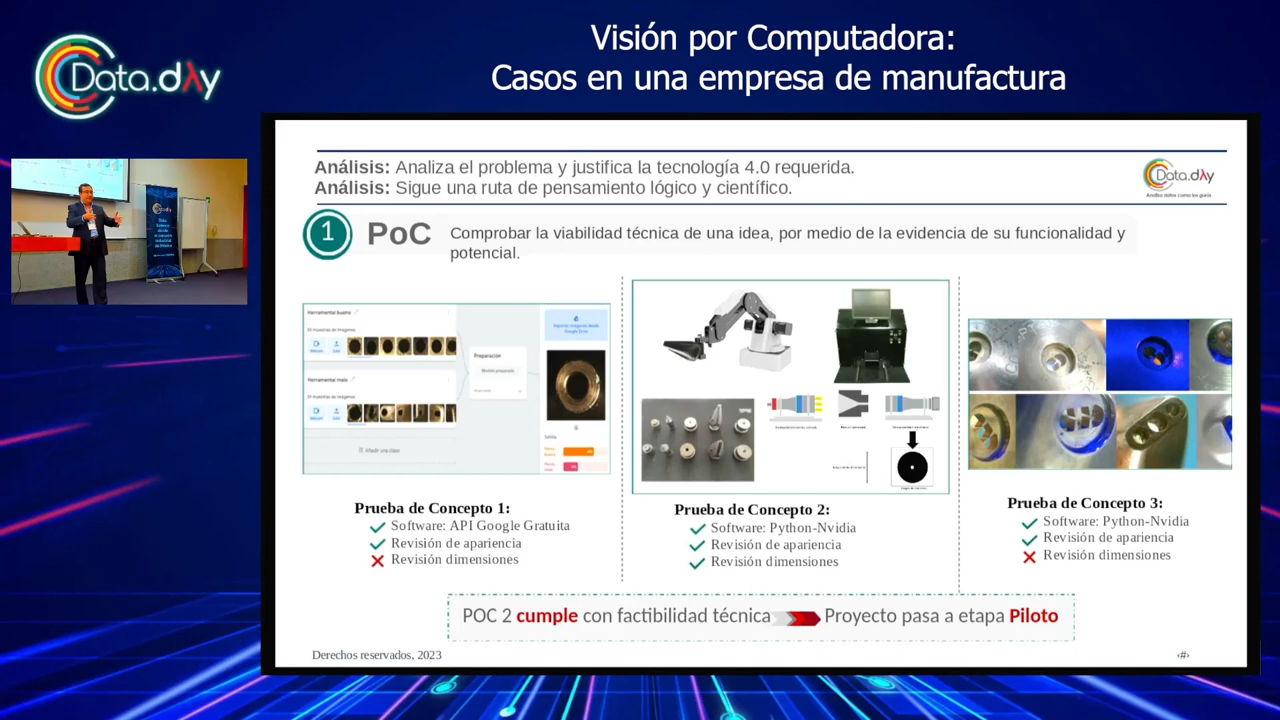 Visión por Computadora:
Casos en una empresa de manufactura
Data.dλy
Análisis: Analiza el problema y justifica la tecnología 4.0 requerida.
Análisis: Sigue una ruta de pensamiento lógico y científico.
Data.dλy
1
PoC
Comprobar la viabilidad técnica de una idea, por medio de la evidencia de su funcionalidad y
potencial.
Herramental bueno
Herramental malo
Preparación
Añadir una clase
Prueba de Concepto 1:
Software: API Google Gratuita
Revisión de apariencia
Revisión dimensiones
Prueba de Concepto 2:
Software: Python-Nvidia
Revisión de apariencia
Revisión dimensiones
Prueba de Concepto 3:
Software: Python-Nvidia
Revisión de apariencia
Revisión dimensiones
POC 2 cumple con factibilidad técnica Proyecto pasa a etapa Piloto
Derechos reservados, 2023
‹#›